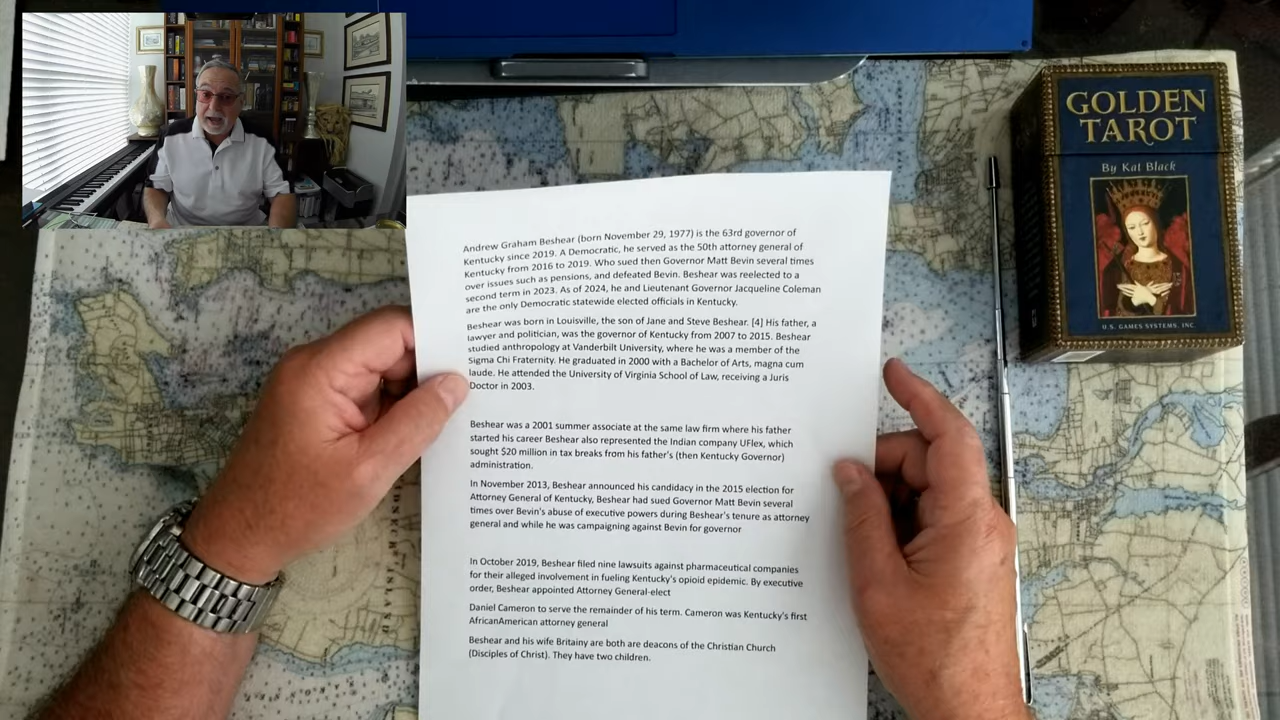 GOLDEN
TAROT
By Kat Black
U.S. GAMES SYSTEMS, INC.
Andrew Graham Beshear (born November 29, 1977) is the 63rd governor of
Kentucky since 2019. A Democratic, he served as the 50th attorney general of
Kentucky from 2016 to 2019. Who sued then Governor Matt Bevin several times
over issues such as pensions, and defeated Bevin. Beshear was reelected to a
second term in 2023. As of 2024, he and Lieutenant Governor Jacqueline Coleman
are the only Democratic statewide elected officials in Kentucky.
Beshear was born in Louisville, the son of Jane and Steve Beshear. [4] His father, a
lawyer and politician, was the governor of Kentucky from 2007 to 2015. Beshear
studied anthropology at Vanderbilt University, where he was a member of the
Sigma Chi Fraternity. He graduated in 2000 with a Bachelor of Arts, magna cum
laude. He attended the University of Virginia School of Law, receiving a Juris
Doctor in 2003.
Beshear was a 2001 summer associate at the same law firm where his father
started his career Beshear also represented the Indian company UFlex, which
sought $20 million in tax breaks from his father's (then Kentucky Governor)
administration.
In November 2013, Beshear announced his candidacy in the 2015 election for
Attorney General of Kentucky, Beshear had sued Governor Matt Bevin several
times over Bevin's abuse of executive powers during Beshear's tenure as attorney
general and while he was campaigning against Bevin for governor
In October 2019, Beshear filed nine lawsuits against pharmaceutical companies
for their alleged involvement in fueling Kentucky's opioid epidemic. By executive
order, Beshear appointed Attorney General-elect
Daniel Cameron to serve the remainder of his term. Cameron was Kentucky's first
AfricanAmerican attorney general
Beshear and his wife Britainy are both are deacons of the Christian Church
(Disciples of Christ). They have two children.